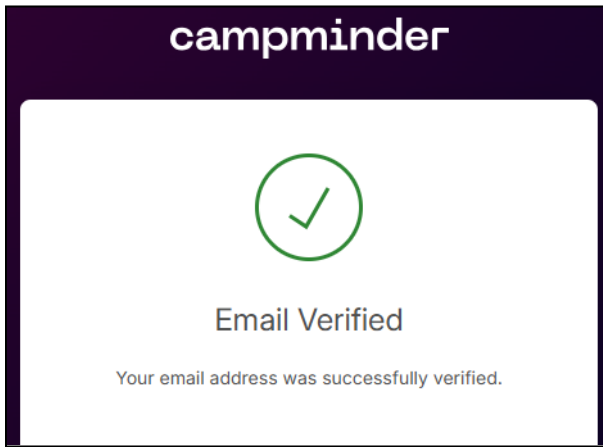 campminder
Email Verified
Your email address was successfully verified.